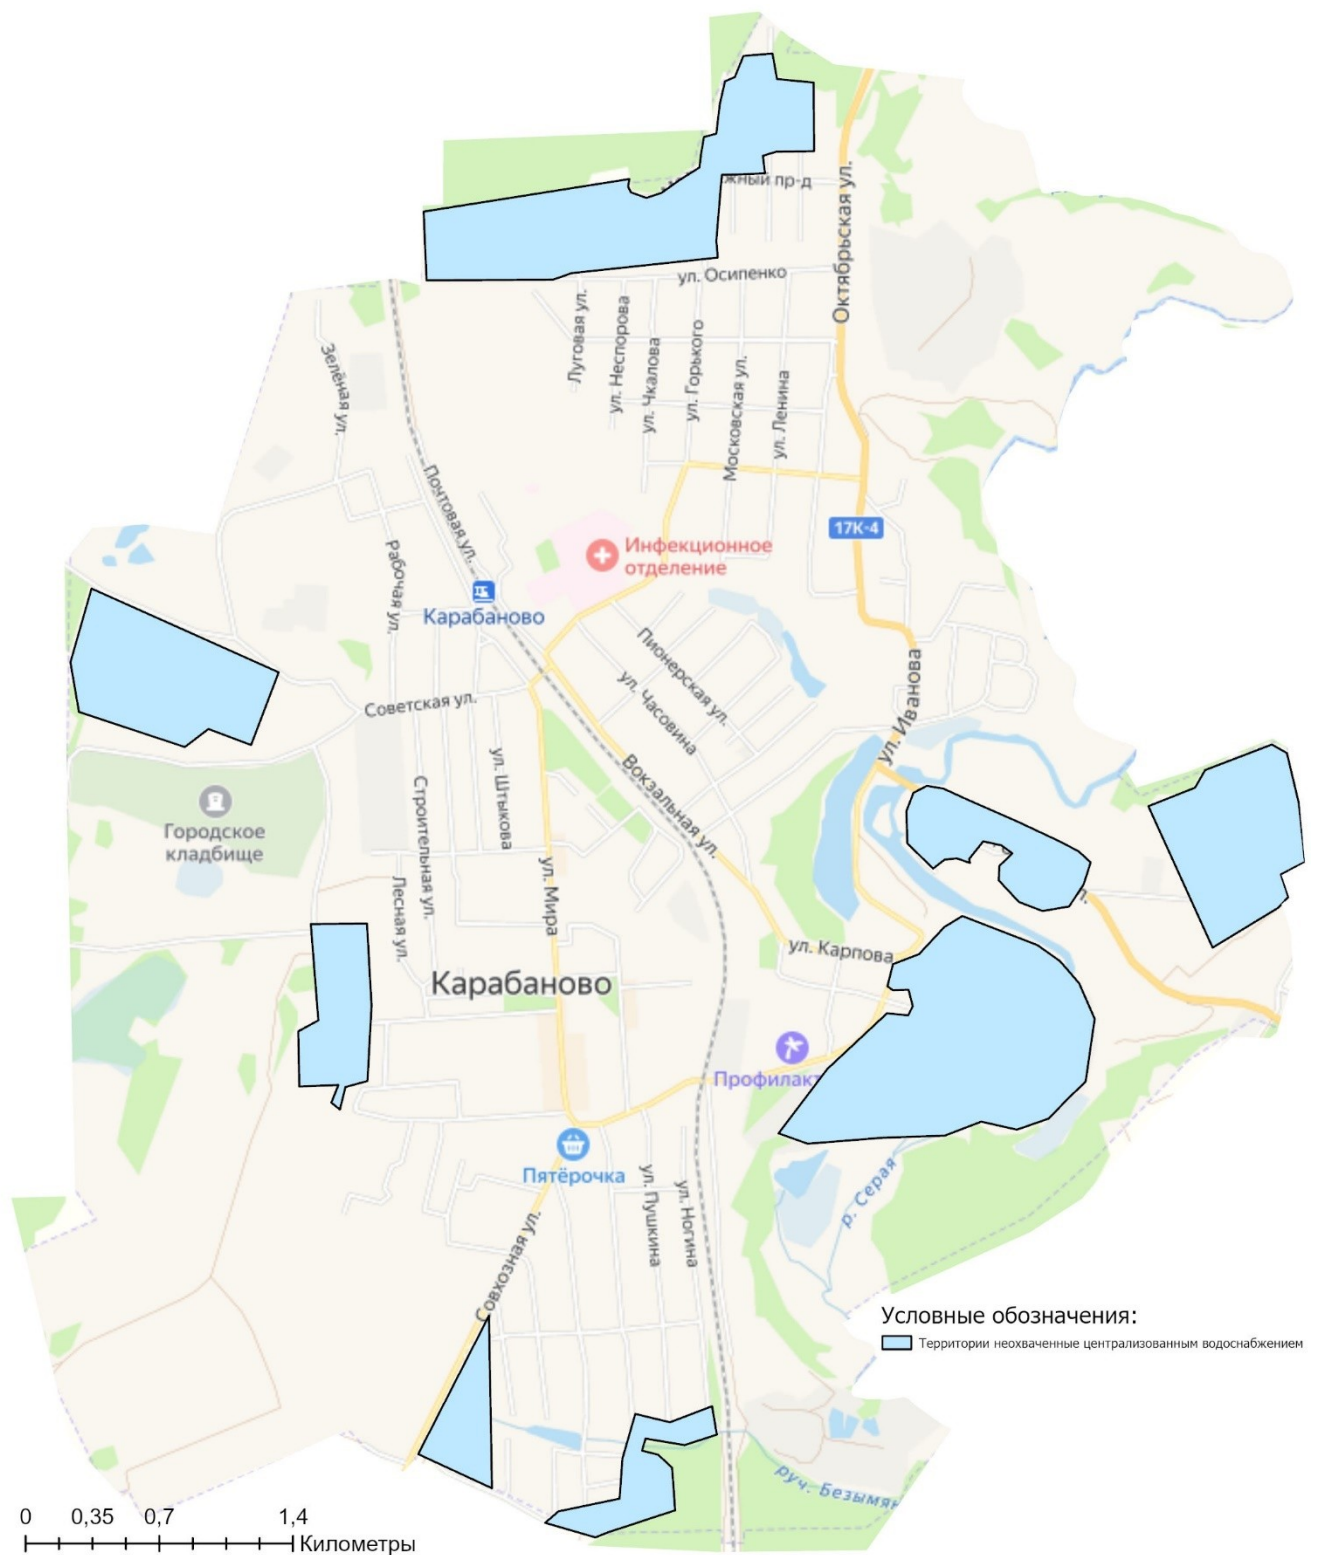 жный пр-д
Октябрьская ул.
ул. Осипенко
Луговая ул.
ул. Неспорова
ул. Чкалова
ул. Горького
Московская ул.
ул. Ленина
Зелёная ул.
Почтовая ул.
17К-4
Инфекционное
отделение
Рабочая ул.
Карабаново
Пионерская ул.
ул. Часовина
ул. Иванова
Советская ул.
ул. Штыкова
Строительная ул.
Вокзальная ул.
Городское
кладбище
ул. Мира
Лесная ул.
л.
ул. Карпова
Карабаново
Профилакт
Пятёрочка
ул. Пушкина
ул. Ногина
р. Серая
Совхозная ул.
Условные обозначения:
Территории неохваченные централизованным водоснабжением
руч. Безымян
0 0,35 0,7 1,4
Километры